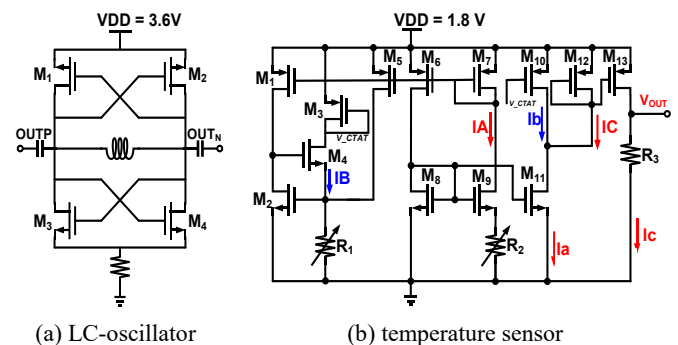 VDD = 3.6V
M1
M2
OUTP
OUTN
M3
M4
(a) LC-oscillator
VDD = 1.8 V
M1
M5
M6
M7
M10
M12
M13
M3
V_CTAT
V_CTAT
VOUT
M4
IA
Ib
IC
IB
R3
M2
M8
M9
M11
R1
R2
Ia
Ic
(b) temperature sensor